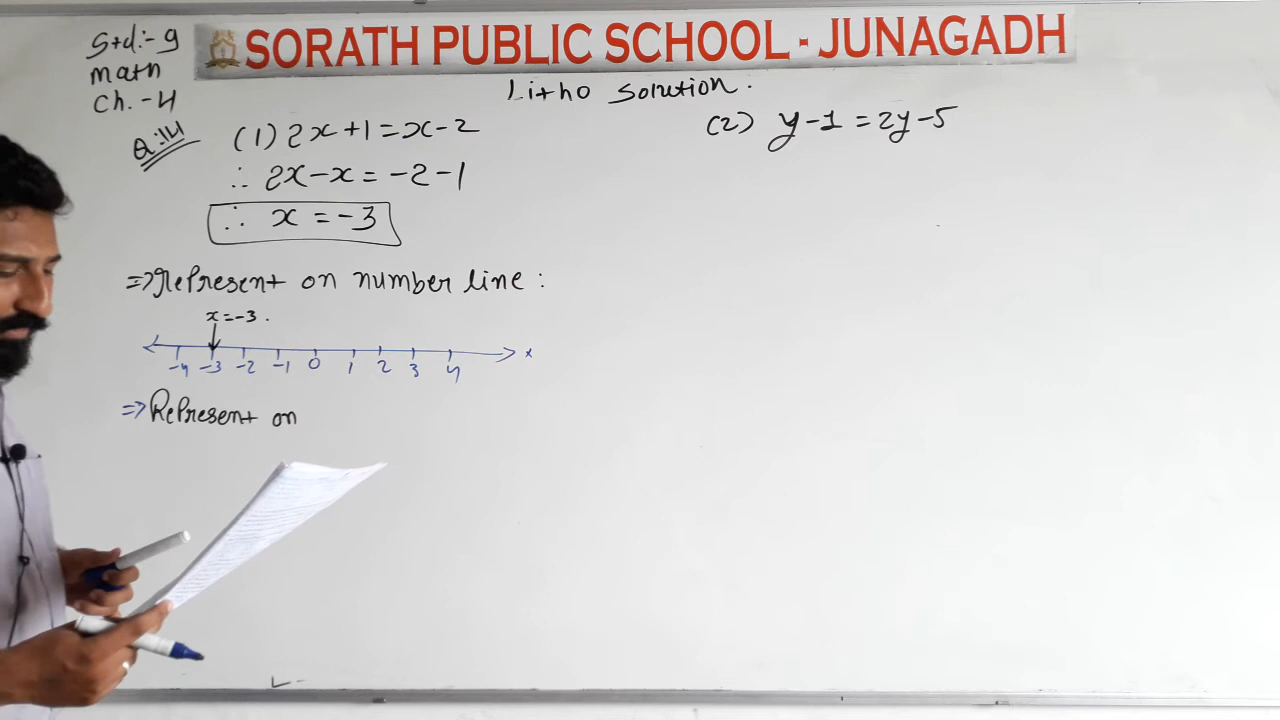 SORATH PUBLIC SCHOOL - JUNAGADH
Std:- 9
math
Ch. - 4
Litho Solution.
Q:14
(1) 2x+1=x-2
∴ 2x-x=-2-1
∴ x=-3
⇒ Represent on number line:
x=-3.
-4 -3 -2 -1 0 1 2 3 4 x
⇒ Represent on
(2) y-1=2y-5